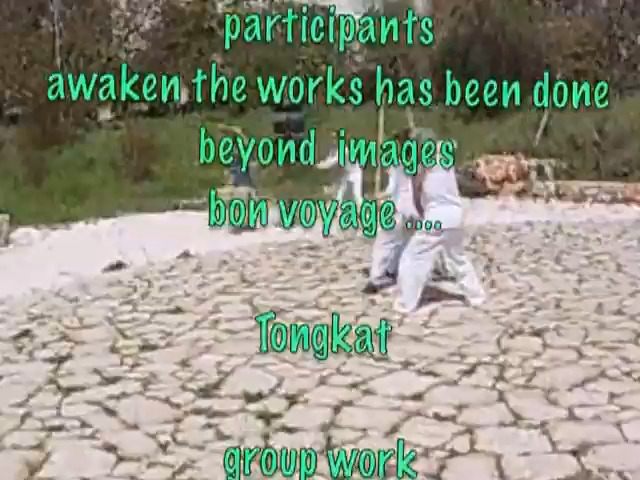 participants
awaken the works has been done
beyond images
bon voyage ....
Tongkat
group work